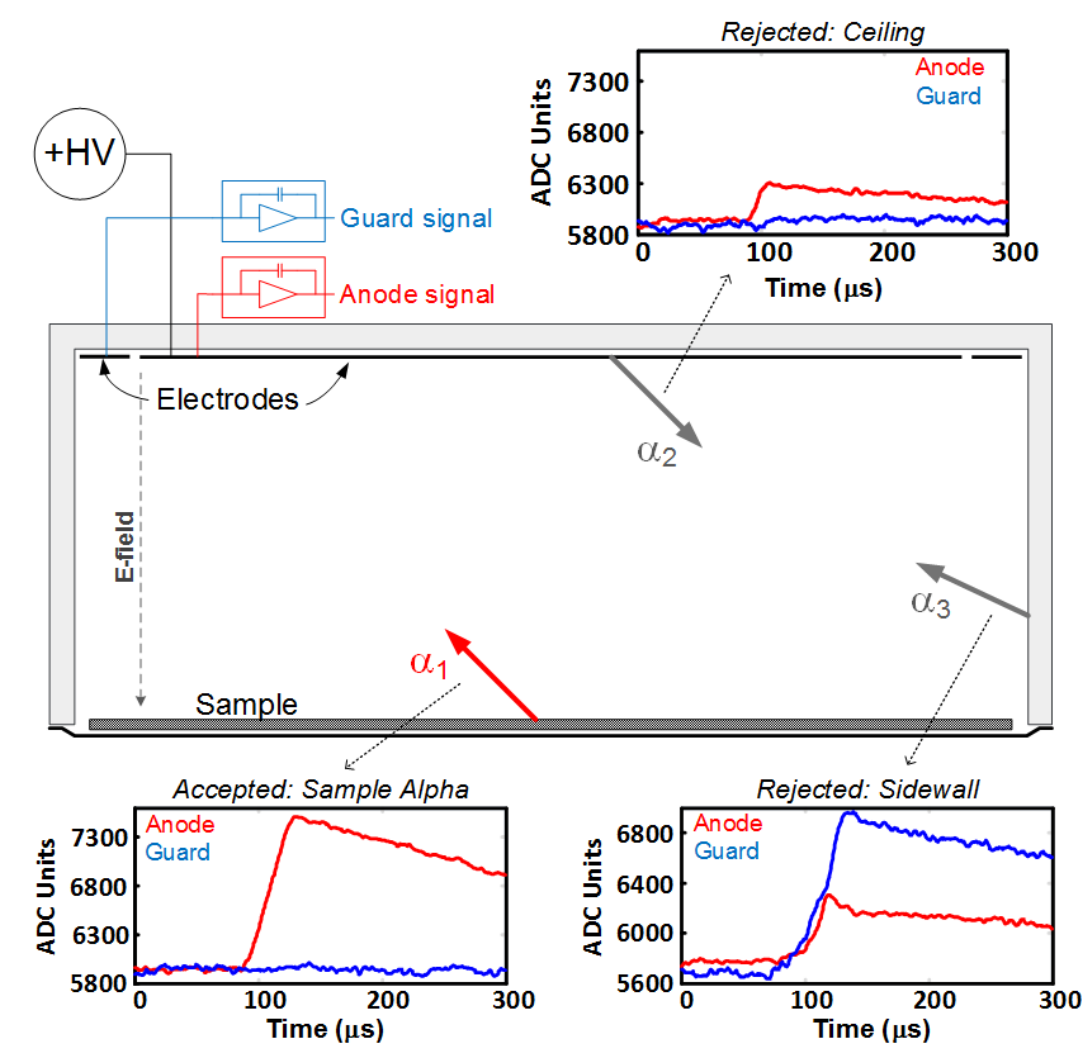 Rejected: Ceiling
ADC Units
7300
6800
6300
5800
Anode
Guard
0
100
200
300
Time (μs)
+HV
Guard signal
Anode signal
Electrodes
α2
E-field
α3
α1
Sample
Accepted: Sample Alpha
ADC Units
7300
6800
6300
5800
Anode
Guard
0
100
200
300
Time (μs)
Rejected: Sidewall
ADC Units
6800
6400
6000
5600
Anode
Guard
0
100
200
300
Time (μs)